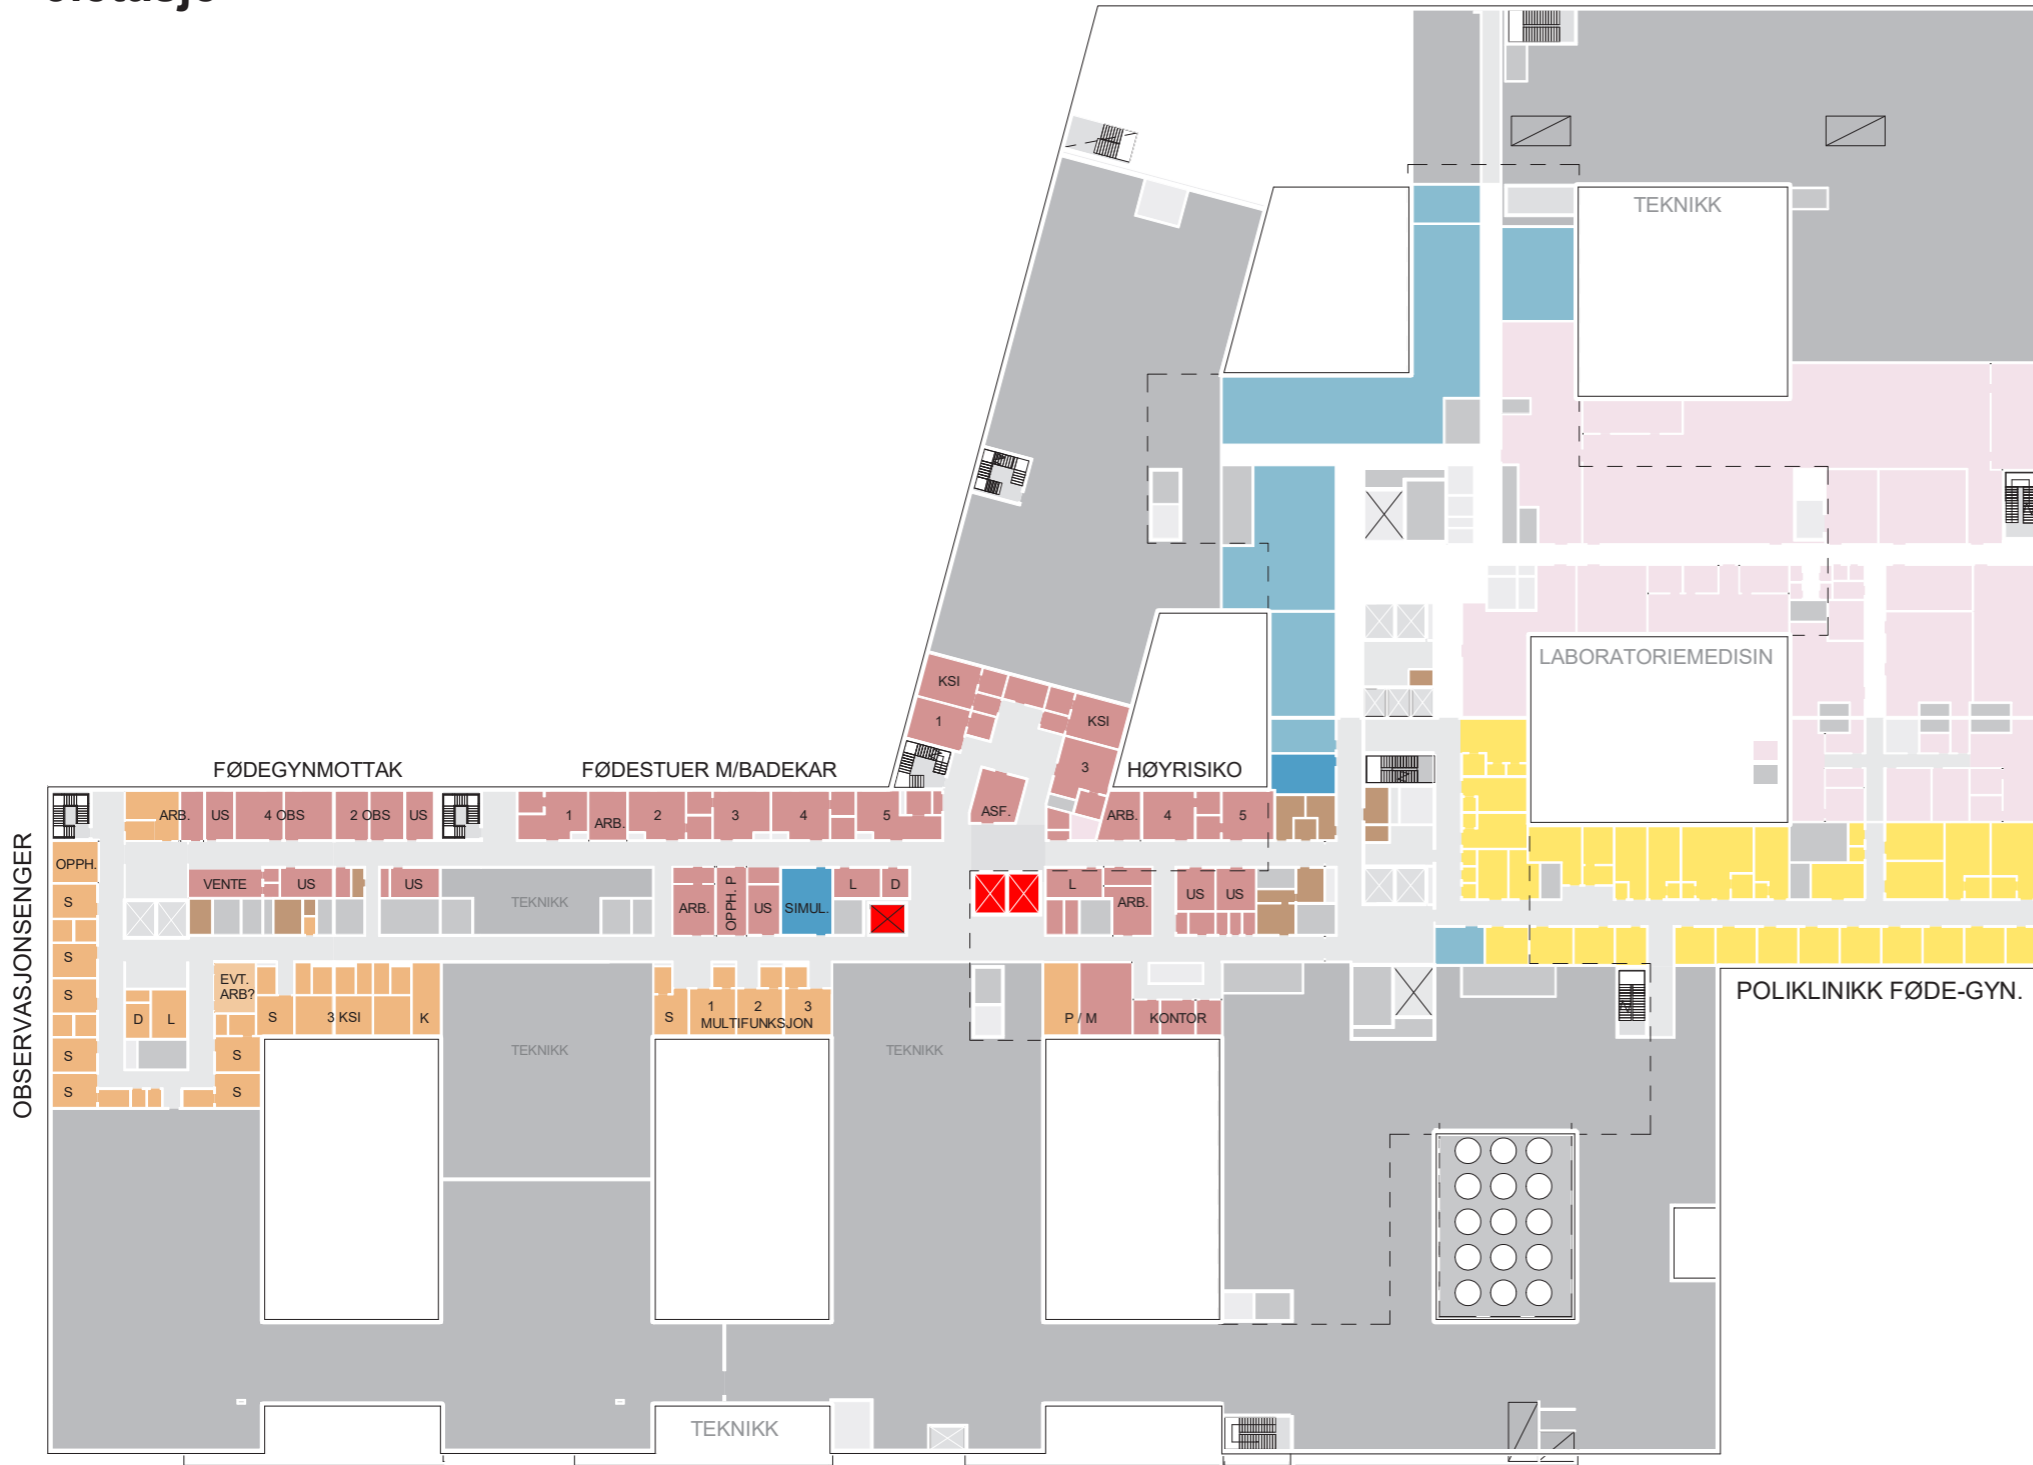 TEKNIKK
LABORATORIEMEDISIN
KSI
1
KSI
3
FØDEGYNMOTTAK
FØDESTUER M/BADEKAR
HØYRISIKO
ARB.
US
4 OBS
2 OBS
US
1
ARB.
2
3
4
5
ASF.
ARB.
4
5
OBSERVASJONSENGER
OPPH.
VENTE
US
US
TEKNIKK
ARB.
OPPH. P
US
SIMUL.
L
D
L
ARB.
US
US
S
S
S
S
S
D
L
EVT.
ARB?
S
3 KSI
K
S
S
TEKNIKK
S
1
2
3
MULTIFUNKSJON
TEKNIKK
P / M
KONTOR
POLIKLINIKK FØDE-GYN.
TEKNIKK